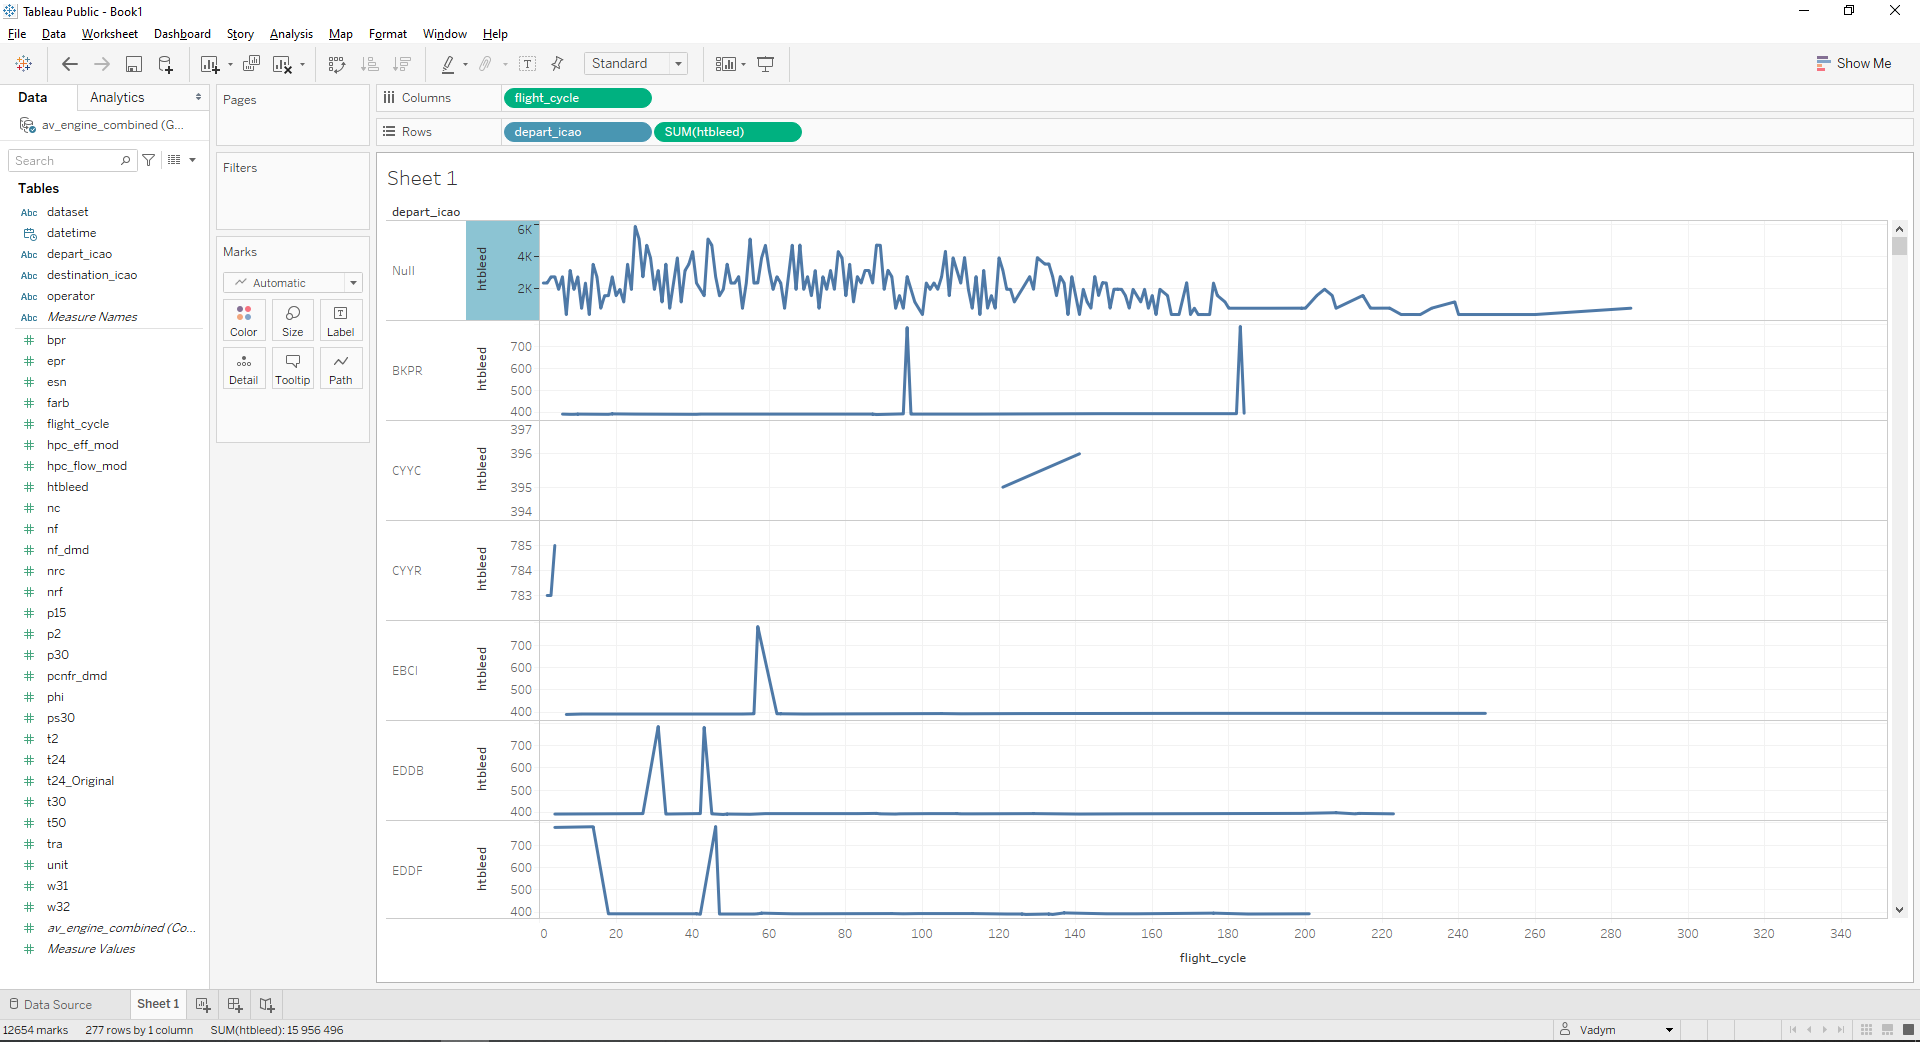 Tableau Public - Book1
File Data Worksheet Dashboard Story Analysis Map Format Window Help
Standard
Show Me
Data Analytics
av_engine_combined (G...
Search
Tables
Abc dataset
datetime
Abc depart_icao
Abc destination_icao
Abc operator
Abc Measure Names
bpr
epr
esn
farb
flight_cycle
hpc_eff_mod
hpc_flow_mod
htbleed
nc
nf
nf_dmd
nrc
nrf
p15
p2
p30
pcnfr_dmd
phi
ps30
t2
t24
t24_Original
t30
t50
tra
unit
w31
w32
av_engine_combined (Co...
Measure Values
Pages
Filters
Marks
Automatic
Color Size Label
Detail Tooltip Path
Columns flight_cycle
Rows depart_icao SUM(htbleed)
Sheet 1
depart_icao
Null
htbleed
6K
4K
2K
BKPR
htbleed
700
600
500
400
CYYC
htbleed
397
396
395
394
CYYR
htbleed
785
784
783
EBCI
htbleed
700
600
500
400
EDDB
htbleed
700
600
500
400
EDDF
htbleed
700
600
500
400
0 20 40 60 80 100 120 140 160 180 200 220 240 260 280 300 320 340
flight_cycle
Data Source Sheet 1
12654 marks 277 rows by 1 column SUM(htbleed): 15 956 496
Vadym